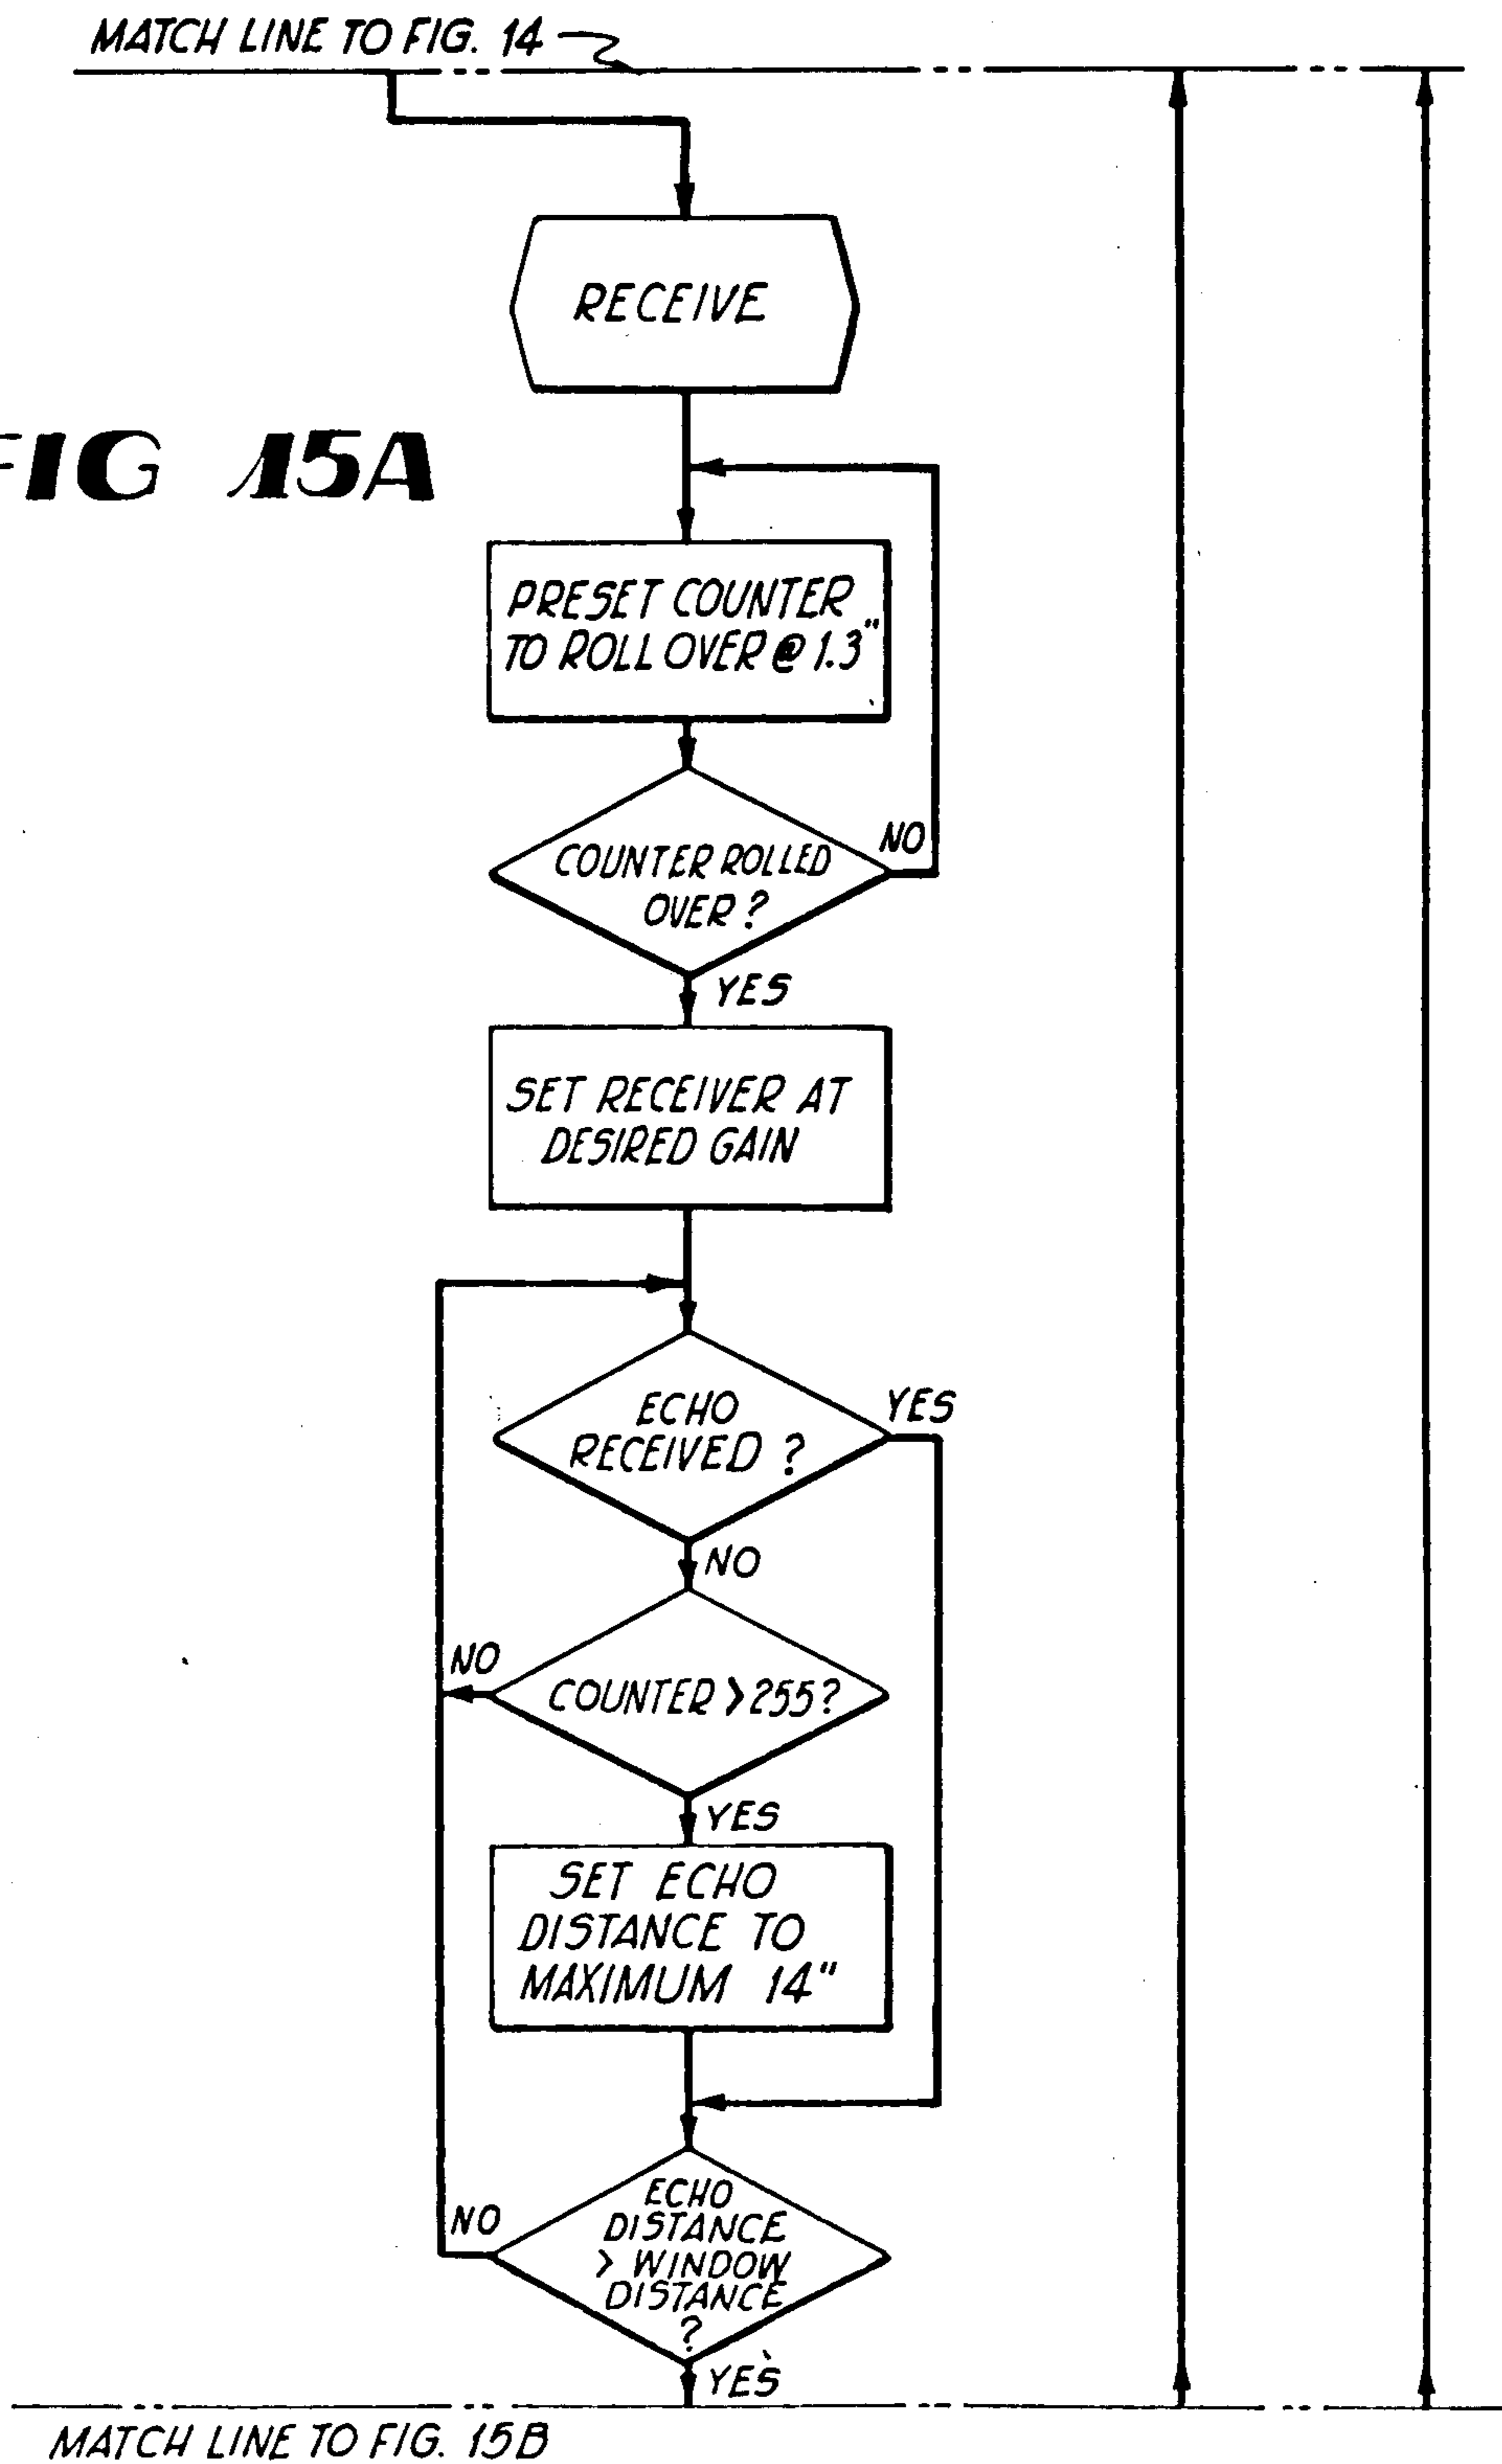 MATCH LINE TO FIG. 14
RECEIVE
FIG 15A
PRESET COUNTER
TO ROLL OVER @ 1.3"
COUNTER ROLLED
OVER?
NO
YES
SET RECEIVER AT
DESIRED GAIN
ECHO
RECEIVED ?
YES
NO
COUNTER > 255?
NO
YES
SET ECHO
DISTANCE TO
MAXIMUM 14"
ECHO
DISTANCE
> WINDOW
DISTANCE
?
NO
YES
MATCH LINE TO FIG. 15B